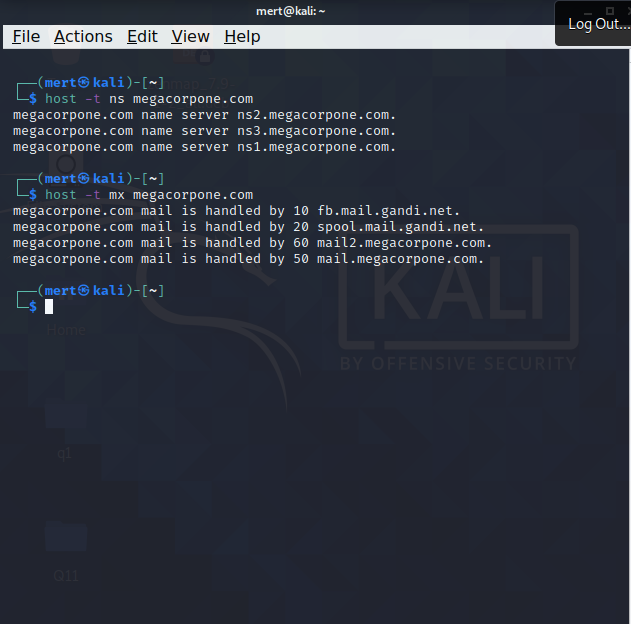 mert@kali: ~
Log Out...
File Actions Edit View Help
┌──(mert㉿kali)-[~]
└─$ host -t ns megacorpone.com
megacorpone.com name server ns2.megacorpone.com.
megacorpone.com name server ns3.megacorpone.com.
megacorpone.com name server ns1.megacorpone.com.
┌──(mert㉿kali)-[~]
└─$ host -t mx megacorpone.com
megacorpone.com mail is handled by 10 fb.mail.gandi.net.
megacorpone.com mail is handled by 20 spool.mail.gandi.net.
megacorpone.com mail is handled by 60 mail2.megacorpone.com.
megacorpone.com mail is handled by 50 mail.megacorpone.com.
┌──(mert㉿kali)-[~]
└─$
KALI
Home
BY OFFENSIVE SECURITY
q1
Q11